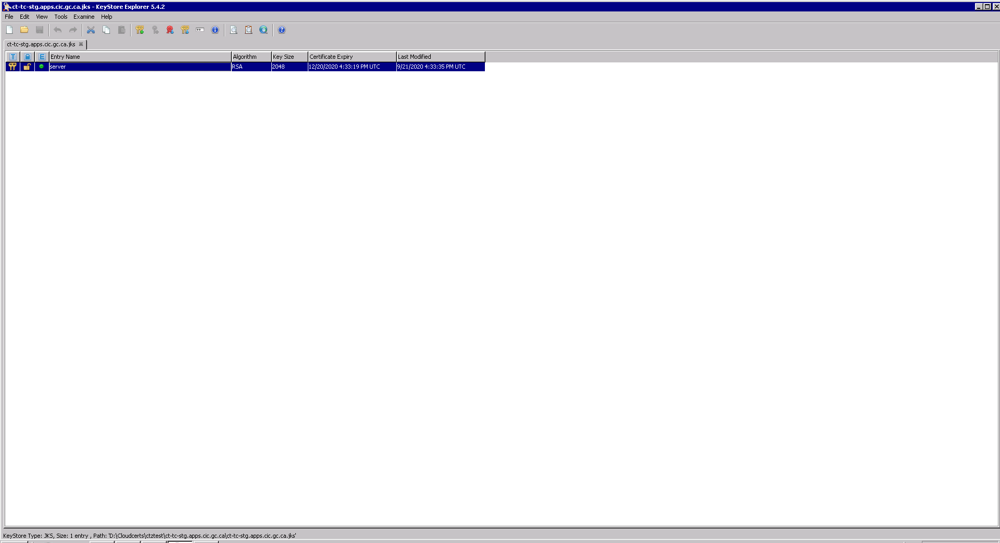 ct-tc-stg.apps.cic.gc.ca.jks - KeyStore Explorer 5.4.2
File Edit View Tools Examine Help
ct-tc-stg.apps.cic.gc.ca.jks
T E Entry Name Algorithm Key Size Certificate Expiry Last Modified
server RSA 2048 12/20/2020 4:33:19 PM UTC 9/21/2020 4:33:35 PM UTC
KeyStore Type: JKS, Size: 1 entry , Path: 'D:\Cloudcerts\ctztest\ct-tc-stg.apps.cic.gc.ca\ct-tc-stg.apps.cic.gc.ca.jks'